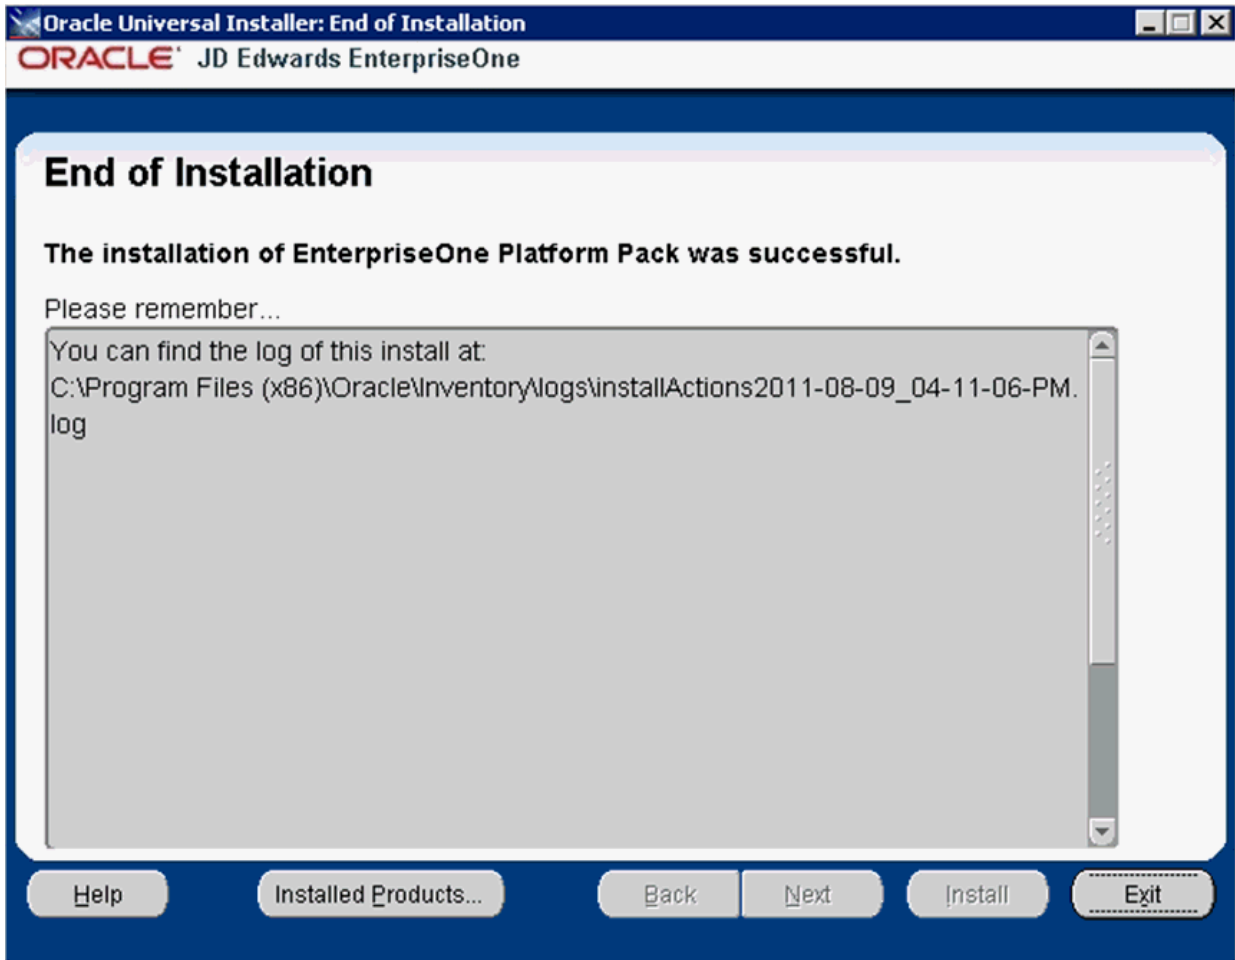 Oracle Universal Installer: End of Installation
ORACLE JD Edwards EnterpriseOne
End of Installation
The installation of EnterpriseOne Platform Pack was successful.
Please remember...
You can find the log of this install at:
C:\Program Files (x86)\Oracle\Inventory\logs\installActions2011-08-09_04-11-06-PM.
log
Help Installed Products... Back Next Install Exit